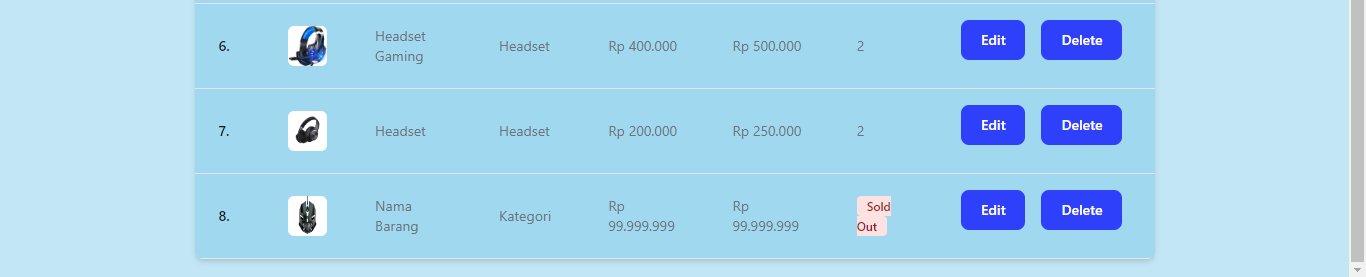 6. Headset Gaming Headset Rp 400.000 Rp 500.000 2 Edit Delete
7. Headset Headset Rp 200.000 Rp 250.000 2 Edit Delete
8. Nama Barang Kategori Rp 99.999.999 Rp 99.999.999 Sold Out Edit Delete